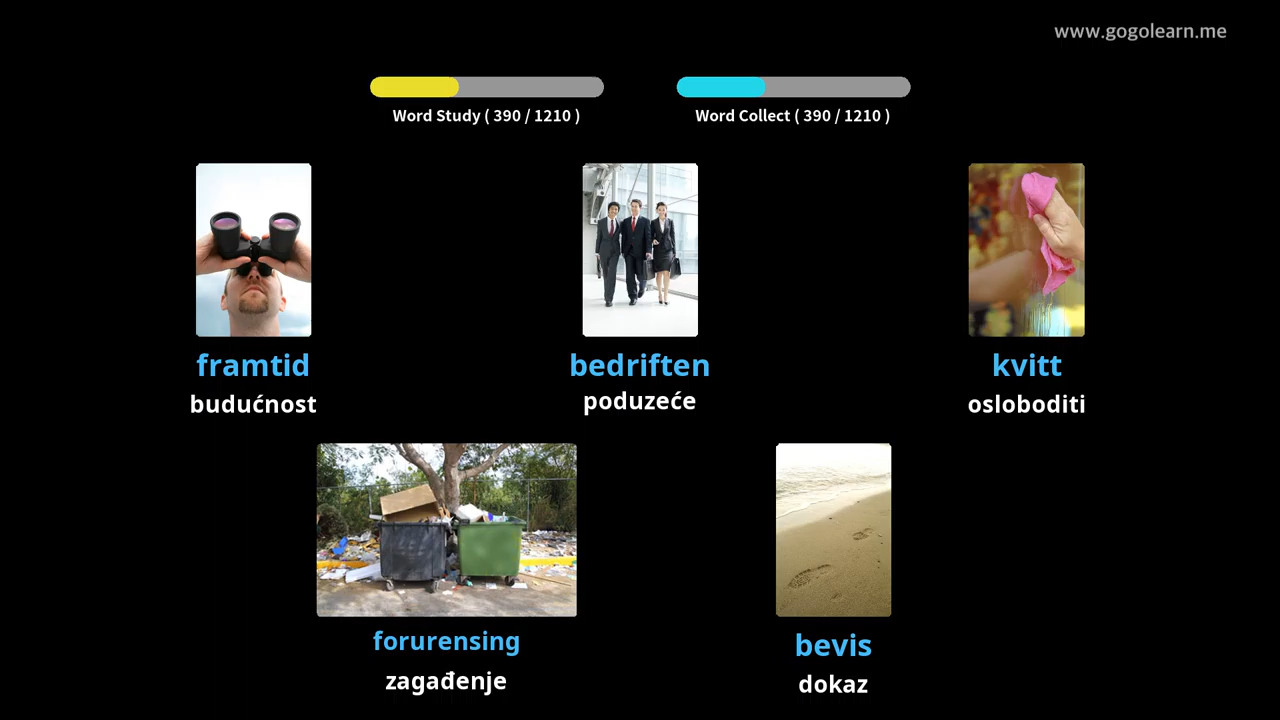 www.gogolearn.me
Word Study ( 390 / 1210 )
Word Collect ( 390 / 1210 )
framtid
budućnost
bedriften
poduzeće
kvitt
osloboditi
forurensing
zagađenje
bevis
dokaz